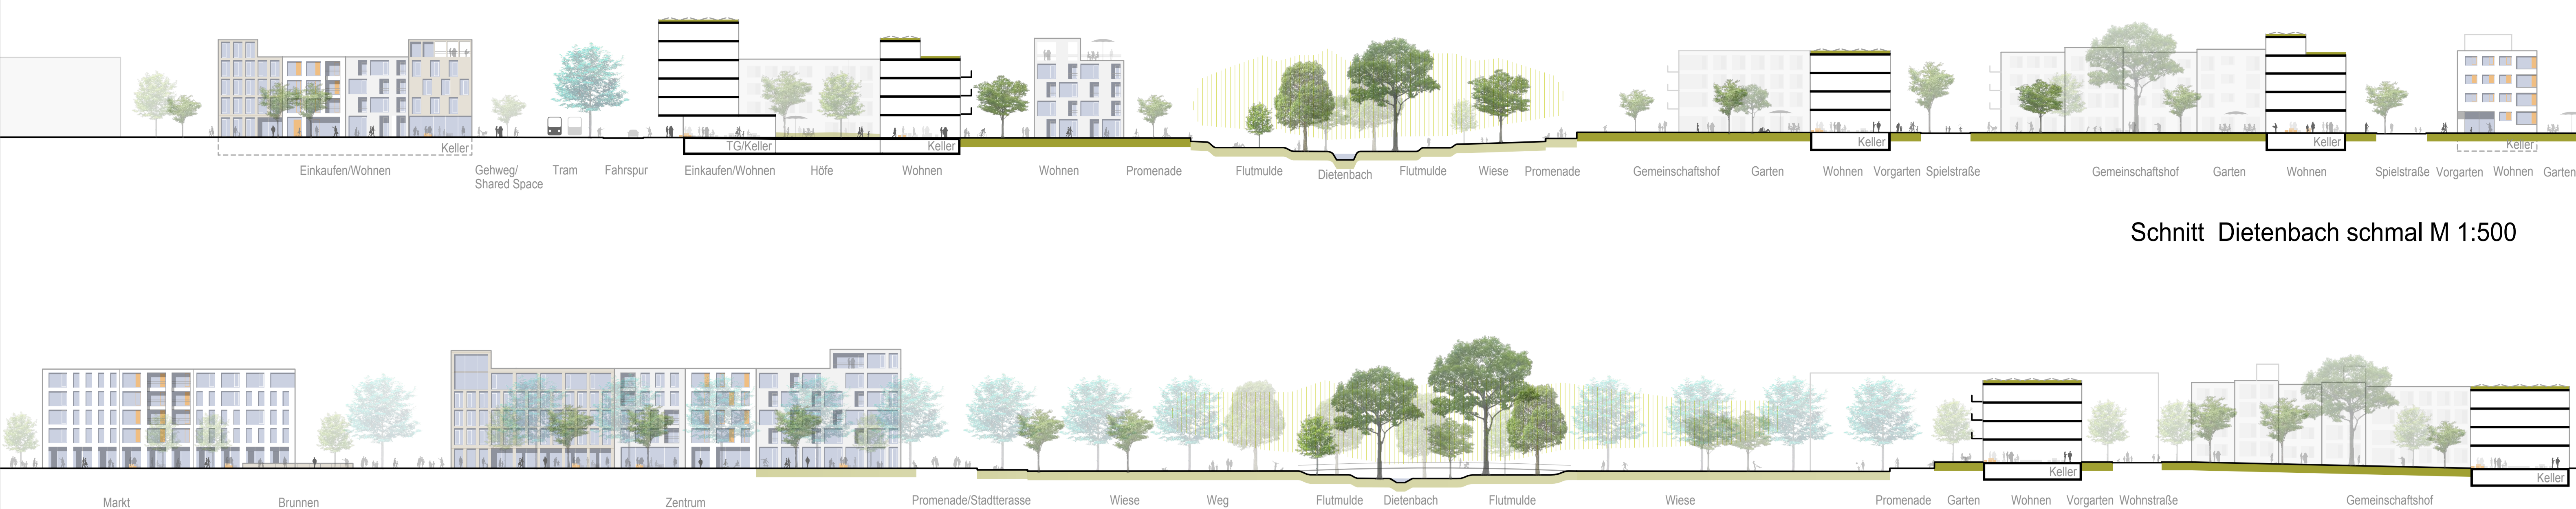 Keller
TG/Keller
Keller
Keller
Keller
Keller
Einkaufen/Wohnen
Gehweg/
Shared Space
Tram
Fahrspur
Einkaufen/Wohnen
Höfe
Wohnen
Wohnen
Promenade
Flutmulde
Dietenbach
Flutmulde
Wiese
Promenade
Gemeinschaftshof
Garten
Wohnen
Vorgarten
Spielstraße
Gemeinschaftshof
Garten
Wohnen
Spielstraße
Vorgarten
Wohnen
Garten
Schnitt Dietenbach schmal M 1:500
Keller
Keller
Markt
Brunnen
Zentrum
Promenade/Stadtterasse
Wiese
Weg
Flutmulde
Dietenbach
Flutmulde
Wiese
Promenade
Garten
Wohnen
Vorgarten
Wohnstraße
Gemeinschaftshof